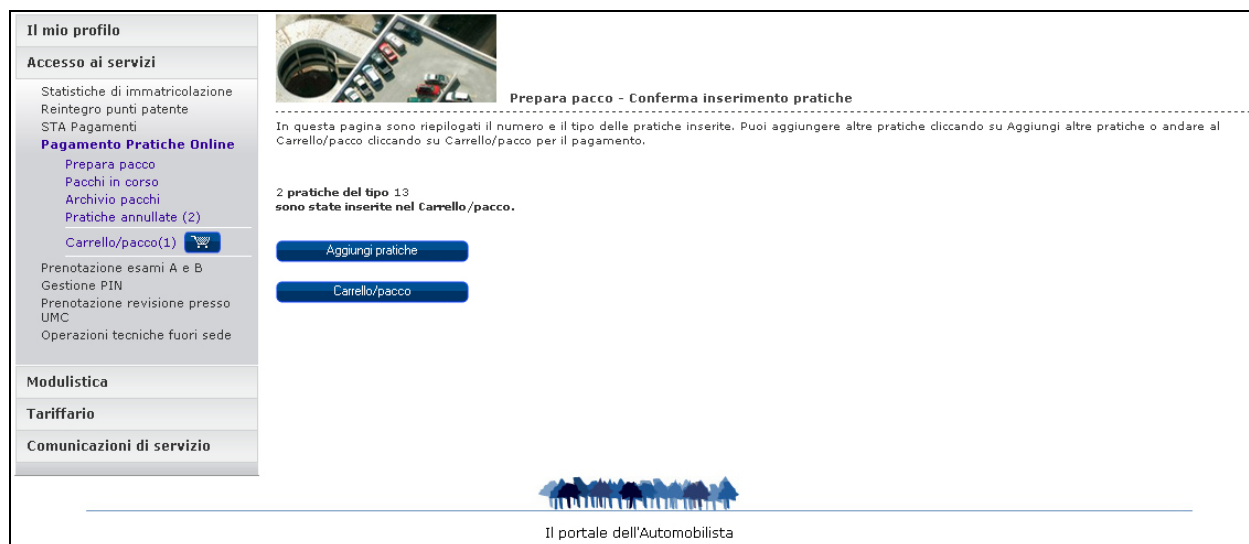 Il mio profilo
Accesso ai servizi
Statistiche di immatricolazione
Reintegro punti patente
STA Pagamenti
Pagamento Pratiche Online
Prepara pacco
Pacchi in corso
Archivio pacchi
Pratiche annullate (2)
Carrello/pacco(1)
Prenotazione esami A e B
Gestione PIN
Prenotazione revisione presso
UMC
Operazioni tecniche fuori sede
Modulistica
Tariffario
Comunicazioni di servizio
Prepara pacco - Conferma inserimento pratiche
In questa pagina sono riepilogati il numero e il tipo delle pratiche inserite. Puoi aggiungere altre pratiche cliccando su Aggiungi altre pratiche o andare al
Carrello/pacco cliccando su Carrello/pacco per il pagamento.
2 pratiche del tipo 13
sono state inserite nel Carrello/pacco.
Aggiungi pratiche
Carrello/pacco
Il portale dell'Automobilista